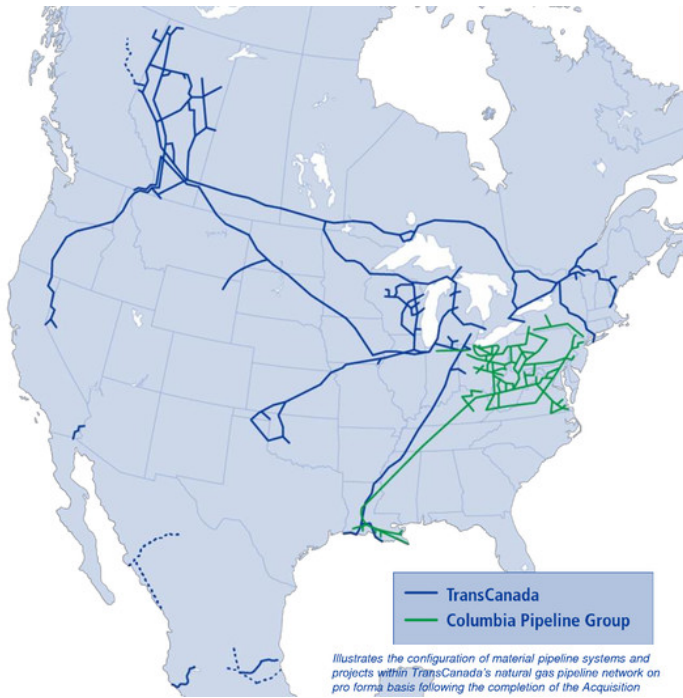 TransCanada
Columbia Pipeline Group
Illustrates the configuration of material pipeline systems and
projects within TransCanada's natural gas pipeline network on
pro forma basis following the completion of the Acquisition